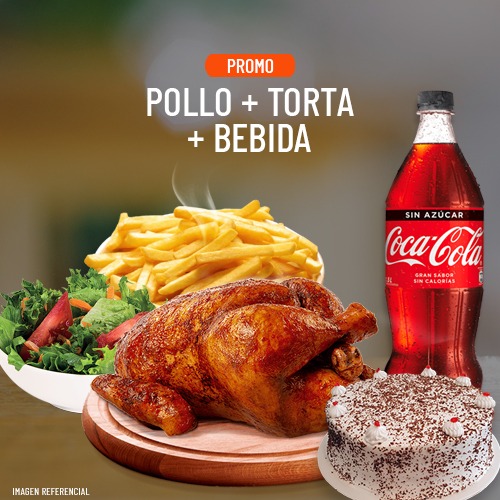 PROMO
POLLO + TORTA
+ BEBIDA
SIN AZÚCAR
Coca-Cola
GRAN SABOR
SIN CALORÍAS
IMAGEN REFERENCIAL